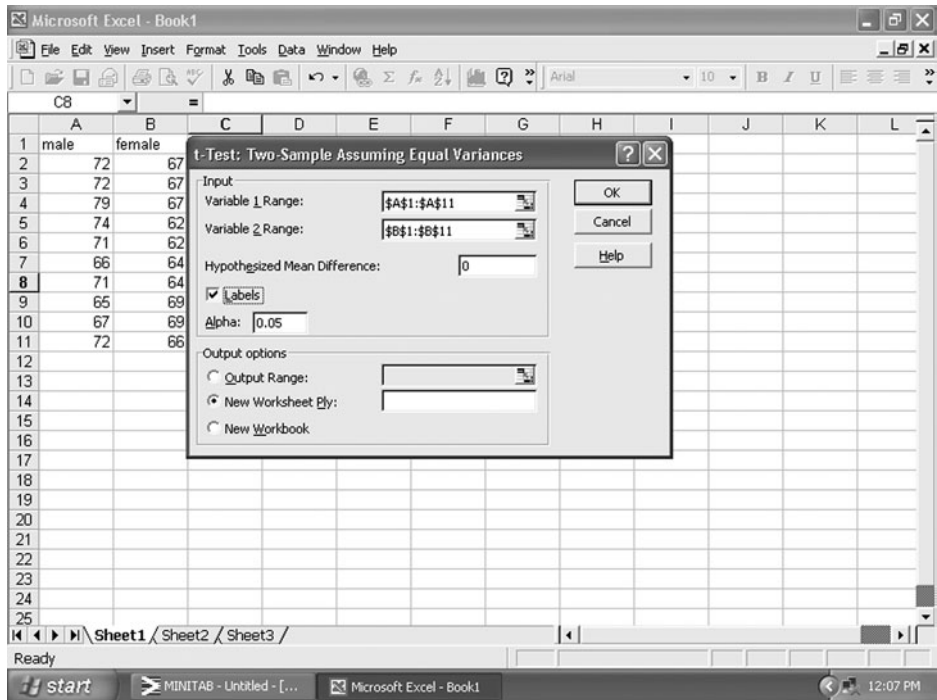 Microsoft Excel - Book1
File Edit View Insert Format Tools Data Window Help
Arial 10 B I U
C8 =
A B C D E F G H I J K L
1 male female
2 72 67
3 72 67
4 79 67
5 74 62
6 71 62
7 66 64
8 71 64
9 65 69
10 67 69
11 72 66
12
13
14
15
16
17
18
19
20
21
22
23
24
25
t-Test: Two-Sample Assuming Equal Variances
Input
Variable 1 Range: $A$1:$A$11
Variable 2 Range: $B$1:$B$11
Hypothesized Mean Difference: 0
Labels
Alpha: 0.05
Output options
Output Range:
New Worksheet Ply:
New Workbook
OK
Cancel
Help
Sheet1 / Sheet2 / Sheet3 /
Ready
start MINITAB - Untitled - [... Microsoft Excel - Book1 12:07 PM